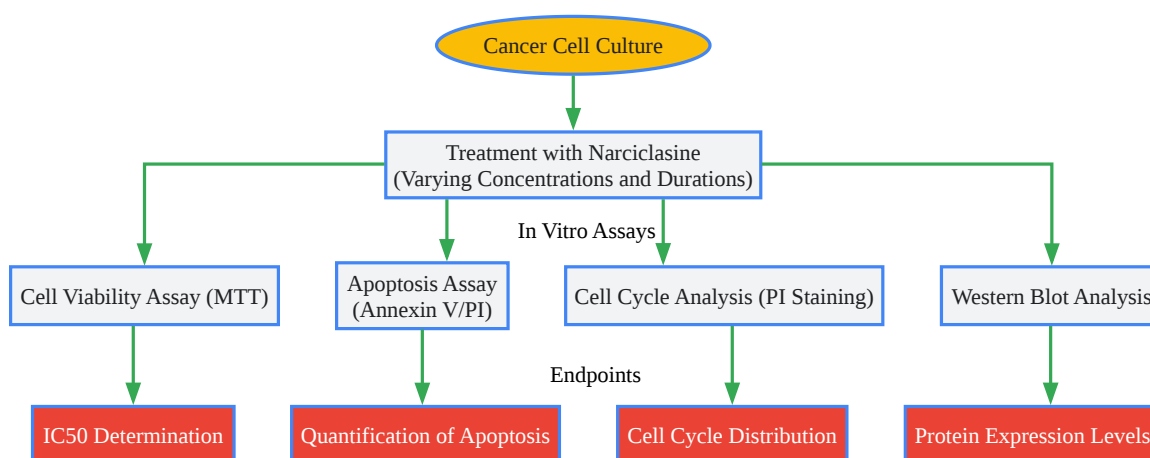 Cancer Cell Culture
Treatment with Narciclasine
(Varying Concentrations and Durations)
In Vitro Assays
Cell Viability Assay (MTT)
Apoptosis Assay
(Annexin V/PI)
Cell Cycle Analysis (PI Staining)
Western Blot Analysis
Endpoints
IC50 Determination
Quantification of Apoptosis
Cell Cycle Distribution
Protein Expression Levels